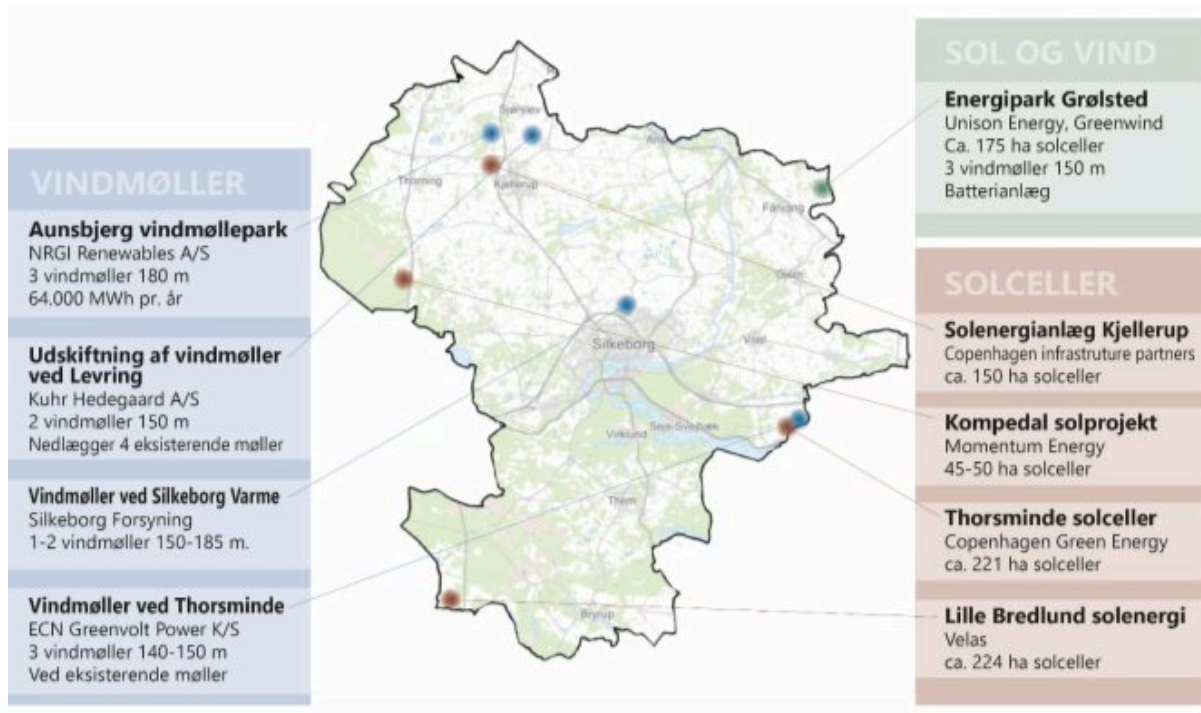 VINDMØLLER
Aunsbjerg vindmøllepark
NRGI Renewables A/S
3 vindmøller 180 m
64.000 MWh pr. år
Udskiftning af vindmøller
ved Levring
Kuhr Hedegaard A/S
2 vindmøller 150 m
Nedlægger 4 eksisterende møller
Vindmøller ved Silkeborg Varme
Silkeborg Forsyning
1-2 vindmøller 150-185 m.
Vindmøller ved Thorsminde
ECN Greenvolt Power K/S
3 vindmøller 140-150 m
Ved eksisterende møller
Thorning
Kjellerup
Fårvang
Gjern
Silkeborg
Voel
Virklund
Them
Bryrup
SOL OG VIND
Energipark Grølsted
Unison Energy, Greenwind
Ca. 175 ha solceller
3 vindmøller 150 m
Batterianlæg
SOLCELLER
Solenergianlæg Kjellerup
Copenhagen infrastruture partners
ca. 150 ha solceller
Kompedal solprojekt
Momentum Energy
45-50 ha solceller
Thorsminde solceller
Copenhagen Green Energy
ca. 221 ha solceller
Lille Bredlund solenergi
Velas
ca. 224 ha solceller